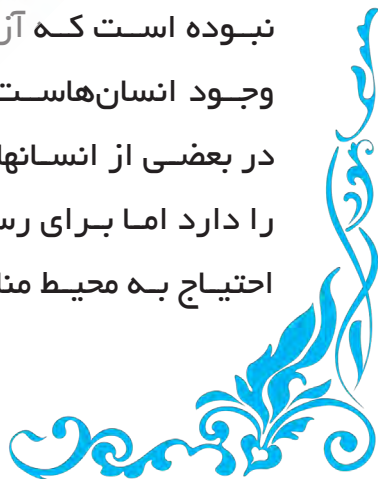 نبوده است که آز
وجود انسان‌هاست
در بعضی از انسانها
را دارد اما برای رس
احتیاج به محیط منا